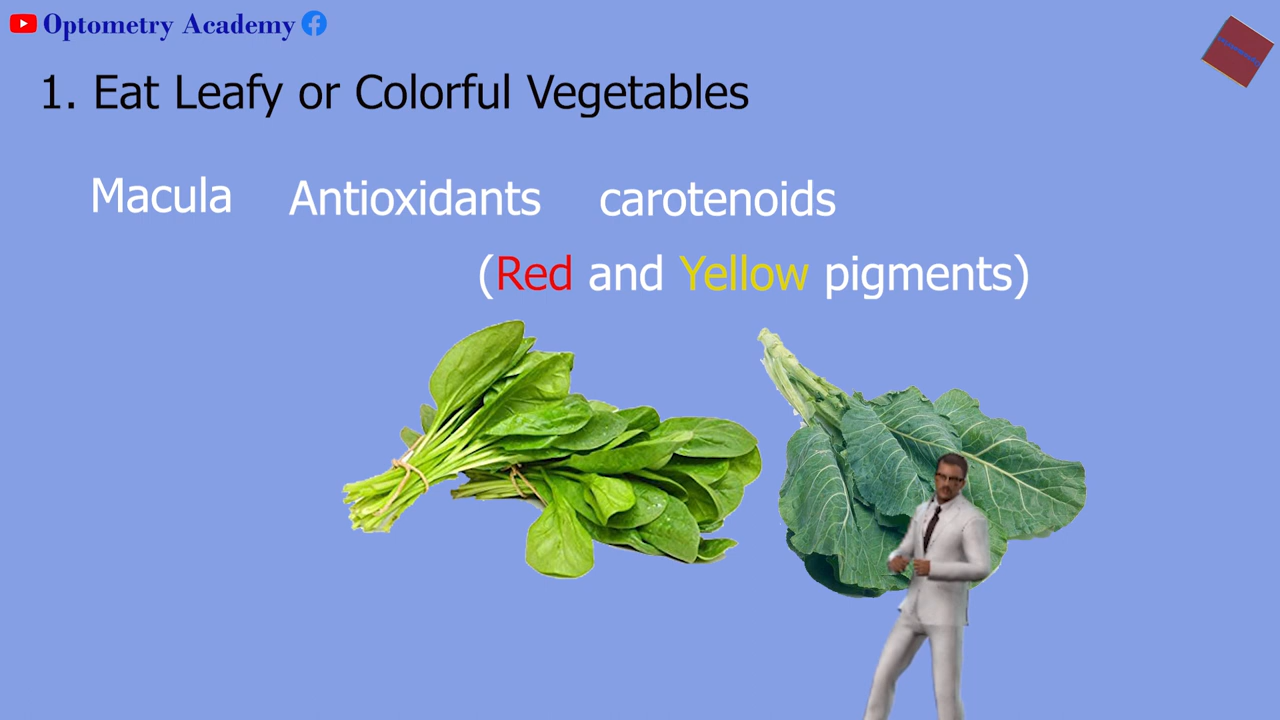 Optometry Academy
1. Eat Leafy or Colorful Vegetables
Macula Antioxidants carotenoids
(Red and Yellow pigments)